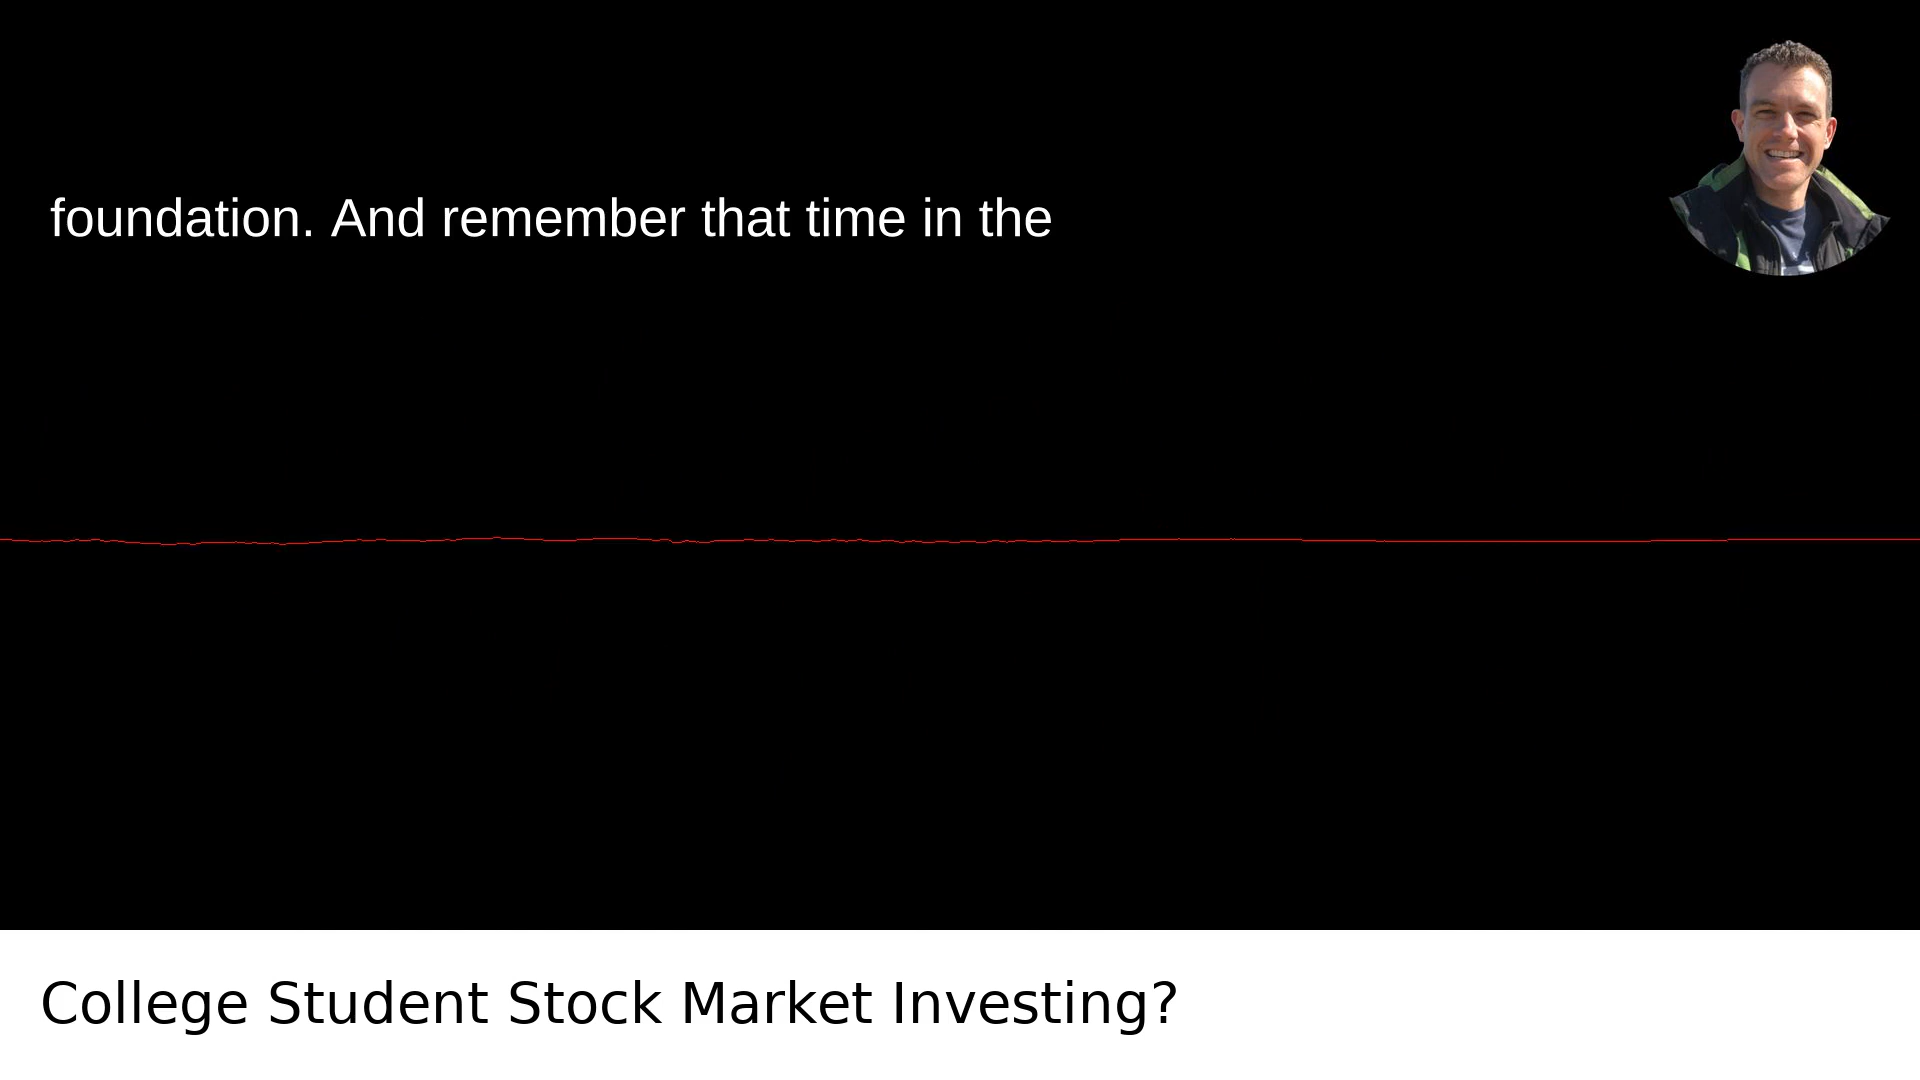 foundation. And remember that time in the
College Student Stock Market Investing?